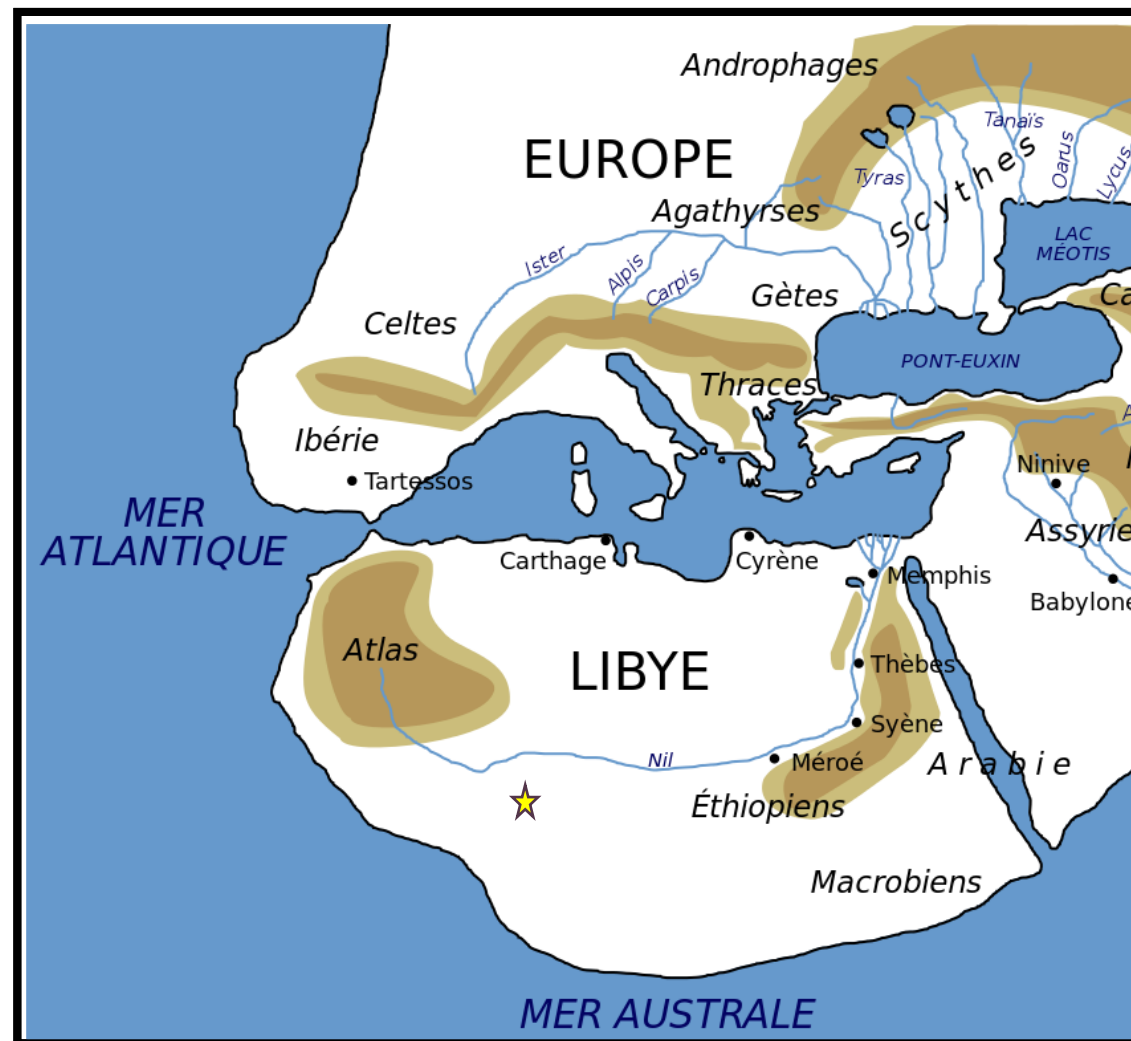 Androphages
EUROPE
Tanaïs
Oarus
Lycus
Tyras
Scythes
Agathyrses
LAC
MÉOTIS
Ister
Alpis
Carpis
Gètes
Ca
Celtes
PONT-EUXIN
Thraces
A
Ibérie
Tartessos
Ninive
MER
ATLANTIQUE
Assyrie
Carthage
Cyrène
Memphis
Babylone
Atlas
LIBYE
Thèbes
Syène
Nil
Méroé
Arabie
Éthiopiens
Macrobiens
MER AUSTRALE